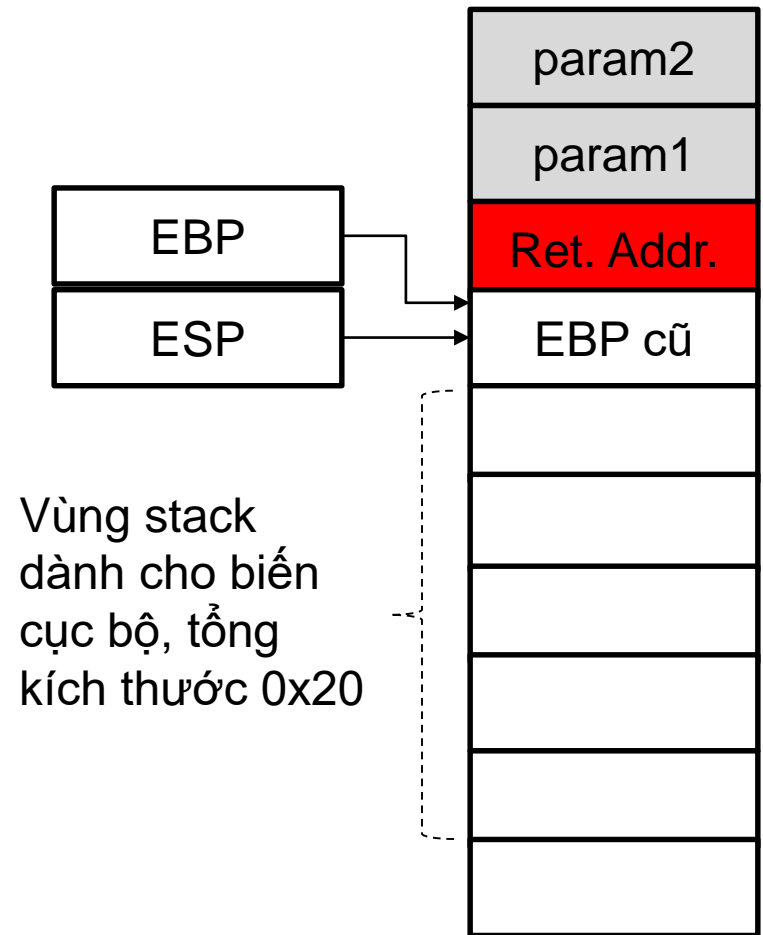 param2
param1
EBP
Ret. Addr.
ESP
EBP cũ
Vùng stack
dành cho biến
cục bộ, tổng
kích thước 0x20